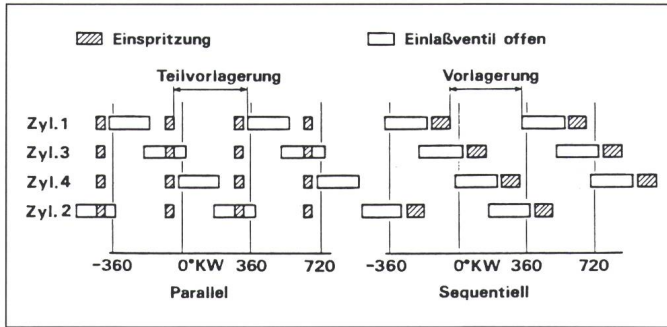 Einspritzung Einlaßventil offen
Teilvorlagerung Vorlagerung
Zyl.1
Zyl.3
Zyl.4
Zyl.2
-360 0°KW 360 720 -360 0°KW 360 720
Parallel Sequentiell